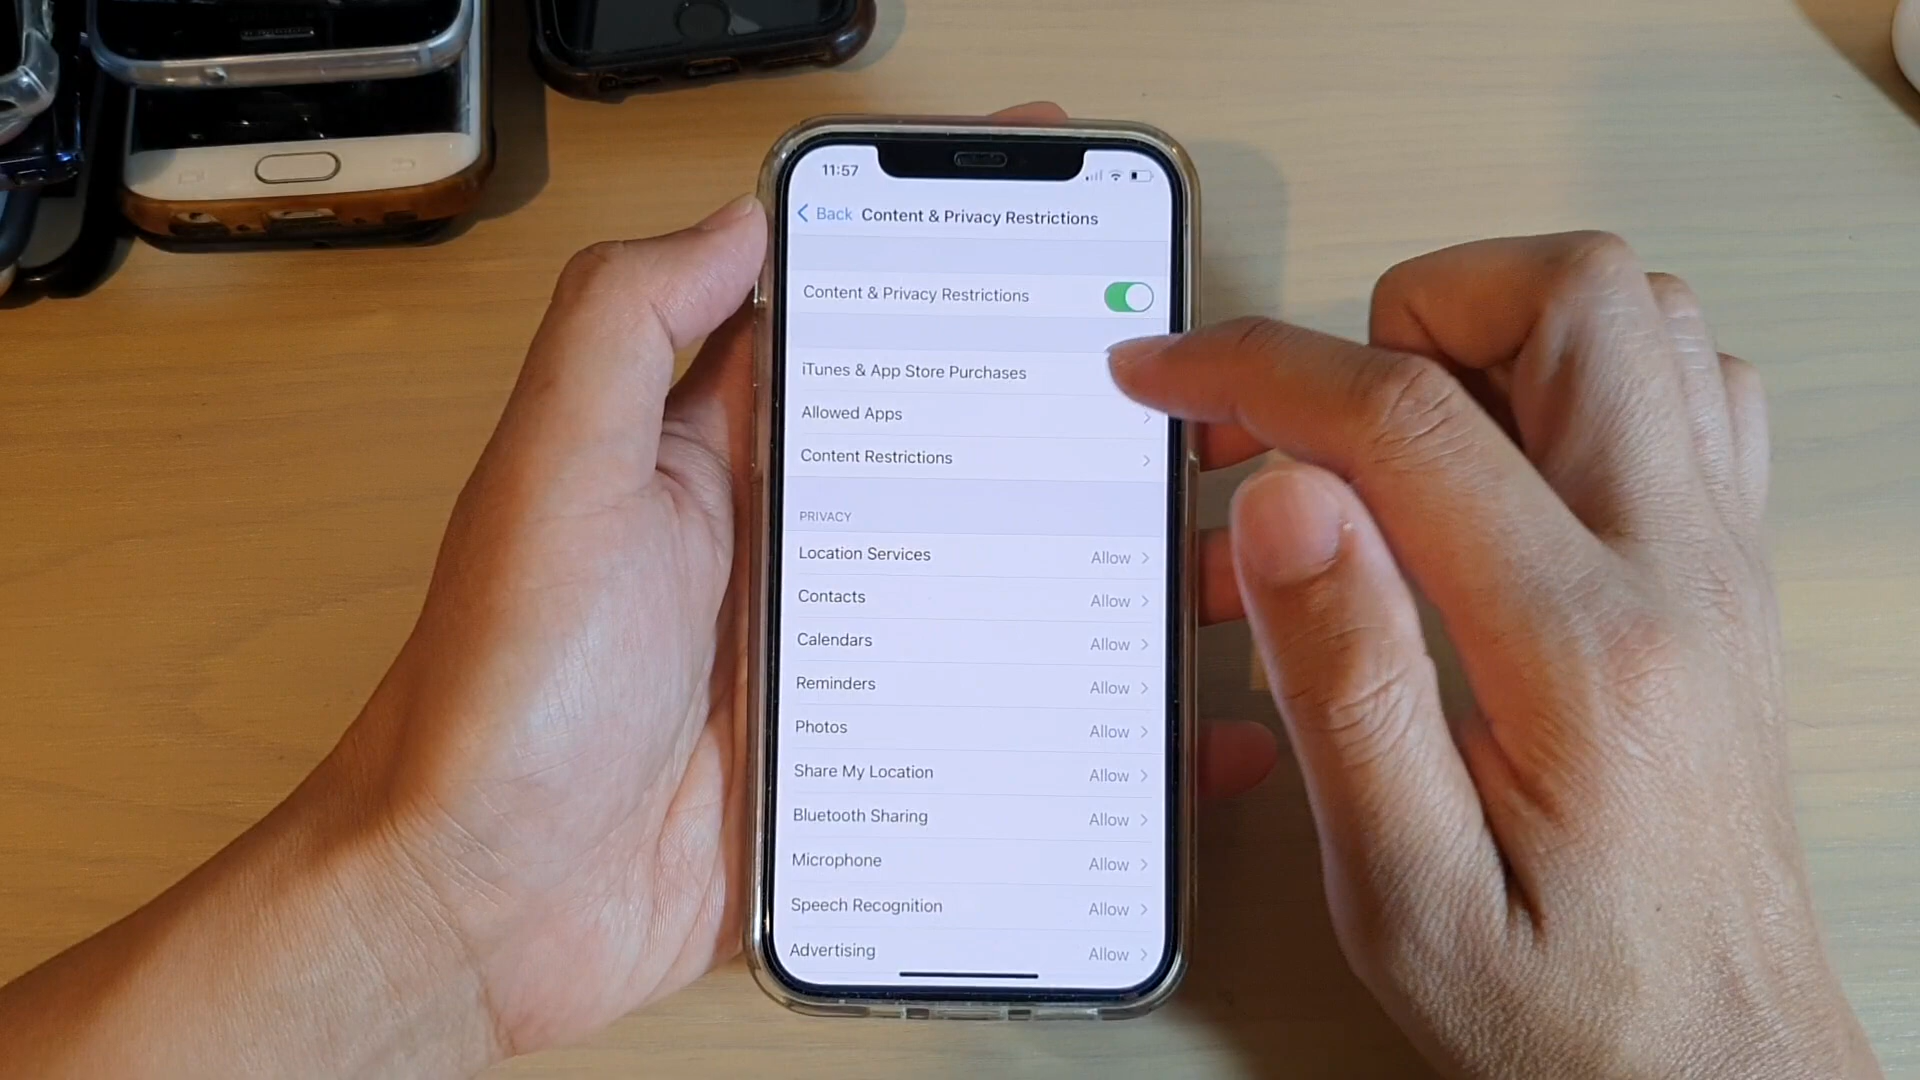 11:57
Back Content & Privacy Restrictions
Content & Privacy Restrictions
iTunes & App Store Purchases
Allowed Apps
Content Restrictions
PRIVACY
Location Services Allow
Contacts Allow
Calendars Allow
Reminders Allow
Photos Allow
Share My Location Allow
Bluetooth Sharing Allow
Microphone Allow
Speech Recognition Allow
Advertising Allow